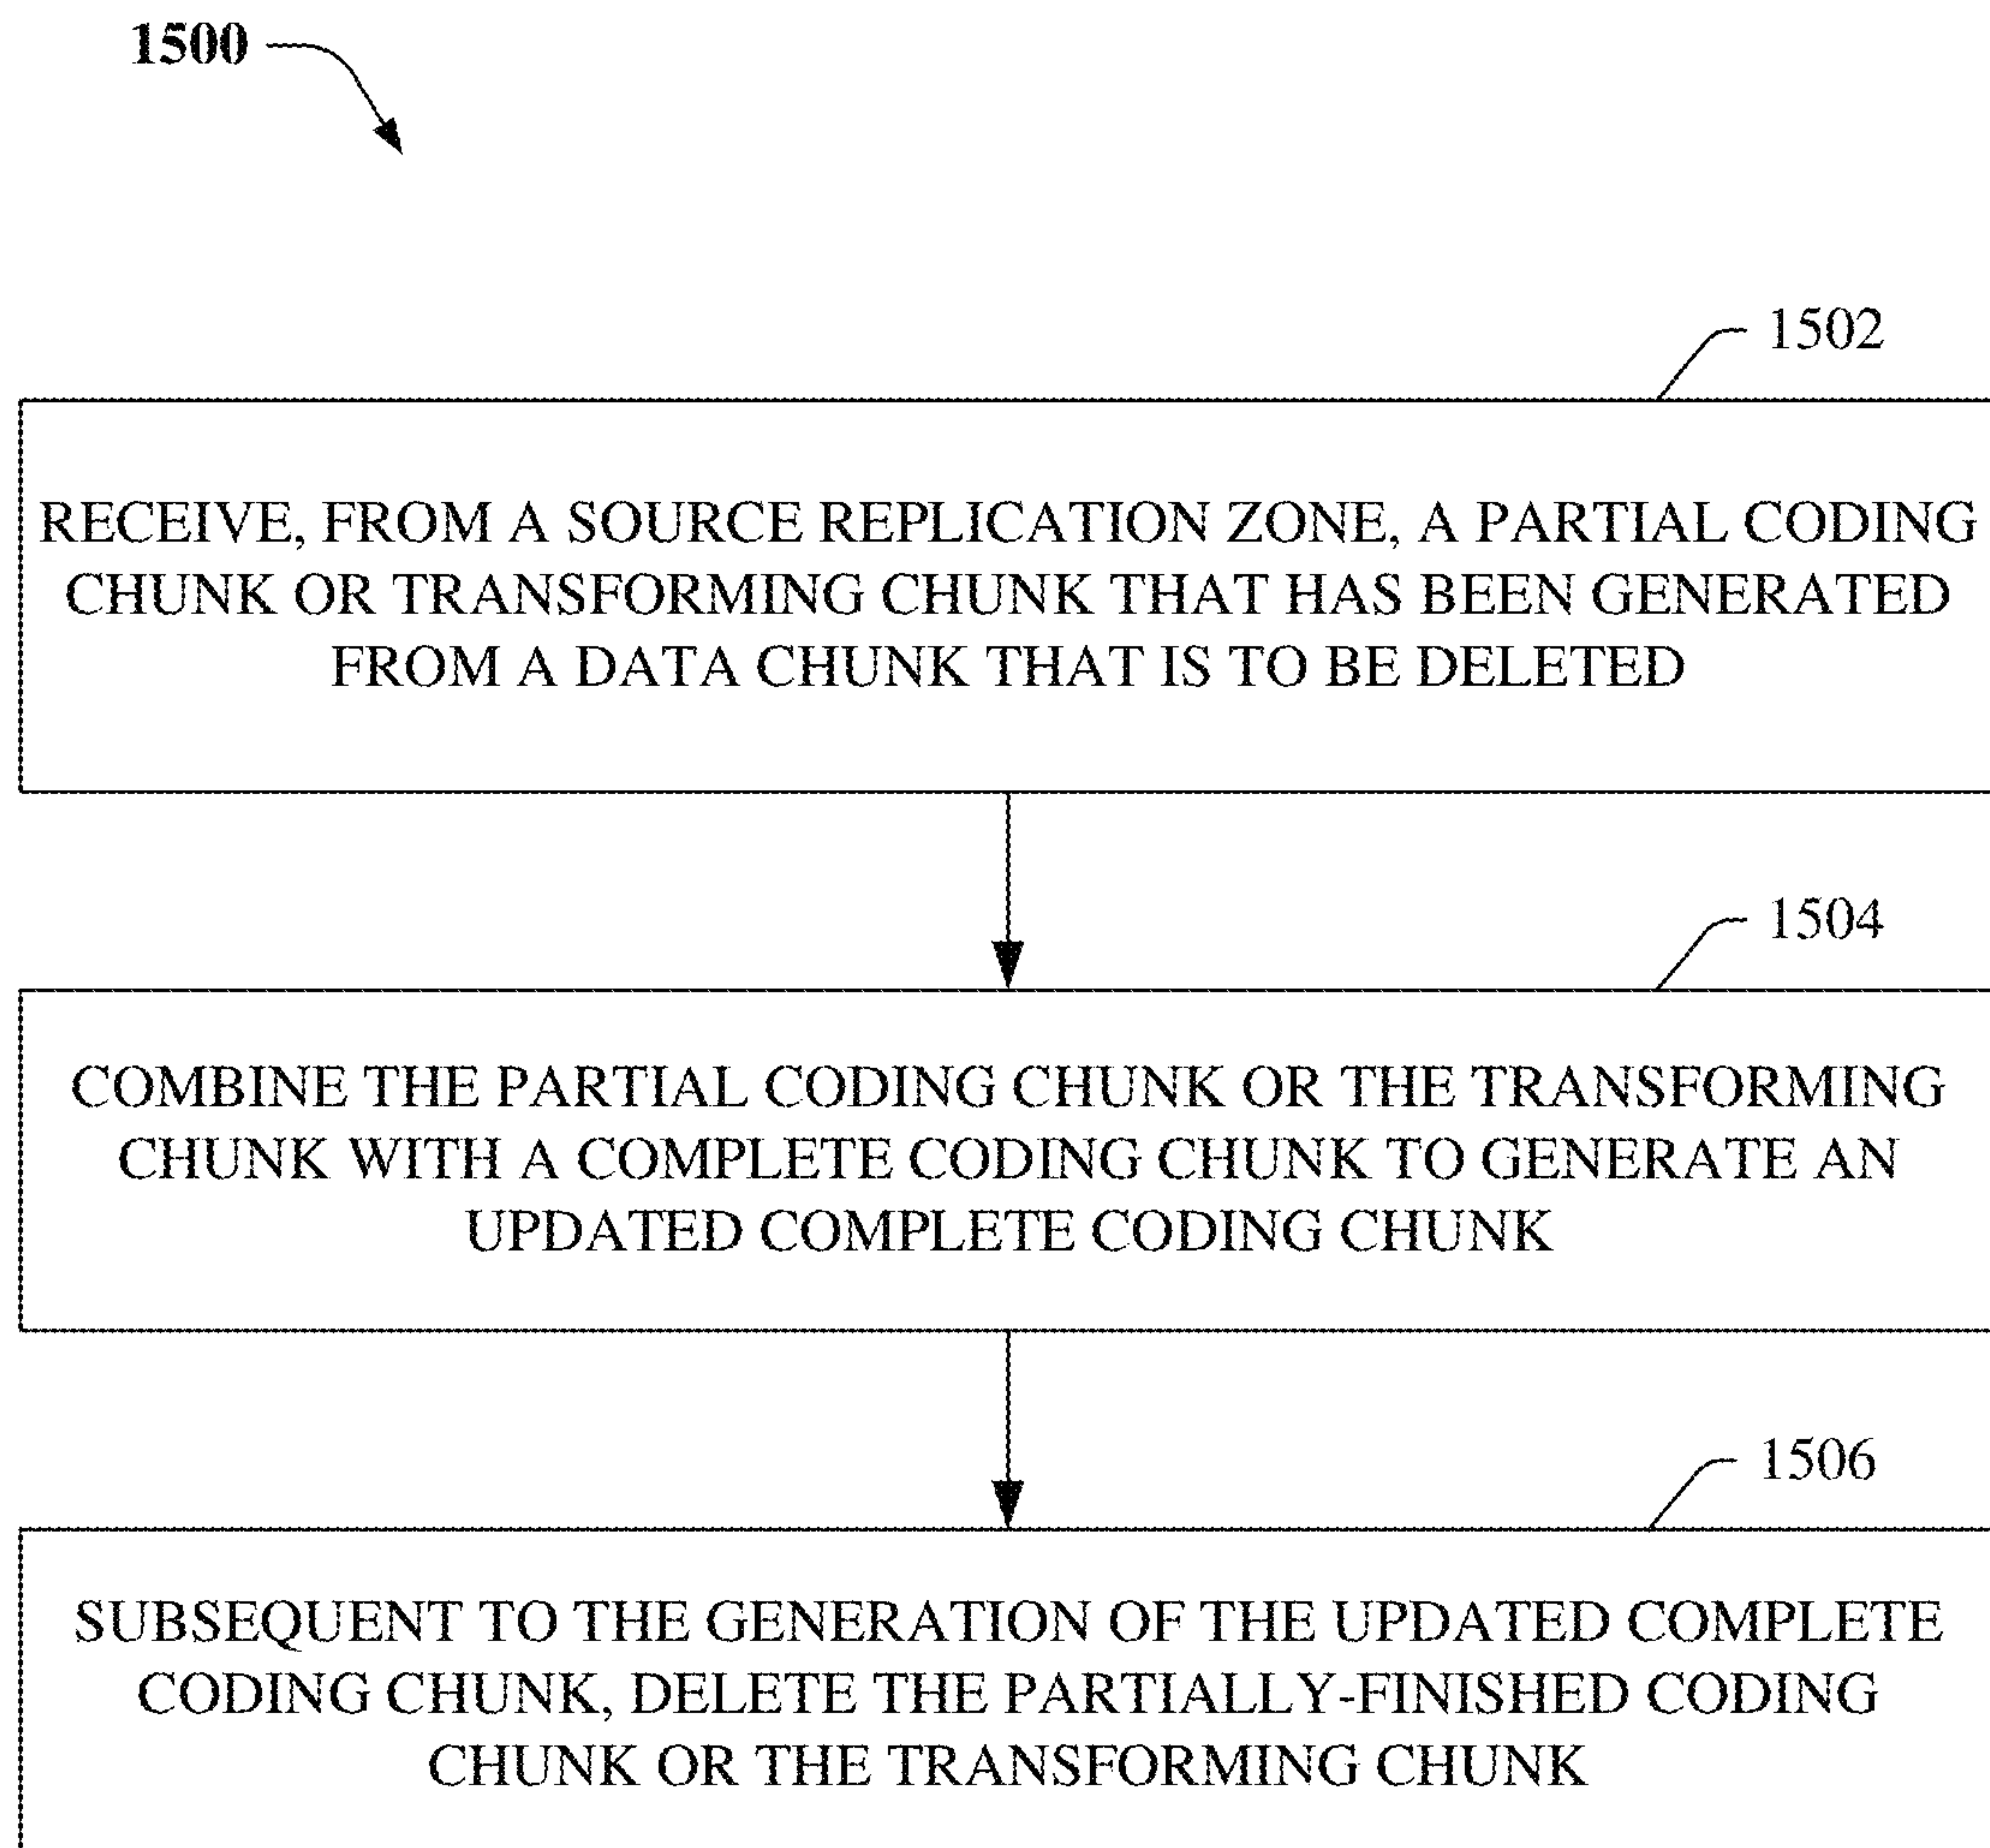 1500
1502
RECEIVE, FROM A SOURCE REPLICATION ZONE, A PARTIAL CODING
CHUNK OR TRANSFORMING CHUNK THAT HAS BEEN GENERATED
FROM A DATA CHUNK THAT IS TO BE DELETED
1504
COMBINE THE PARTIAL CODING CHUNK OR THE TRANSFORMING
CHUNK WITH A COMPLETE CODING CHUNK TO GENERATE AN
UPDATED COMPLETE CODING CHUNK
1506
SUBSEQUENT TO THE GENERATION OF THE UPDATED COMPLETE
CODING CHUNK, DELETE THE PARTIALLY-FINISHED CODING
CHUNK OR THE TRANSFORMING CHUNK